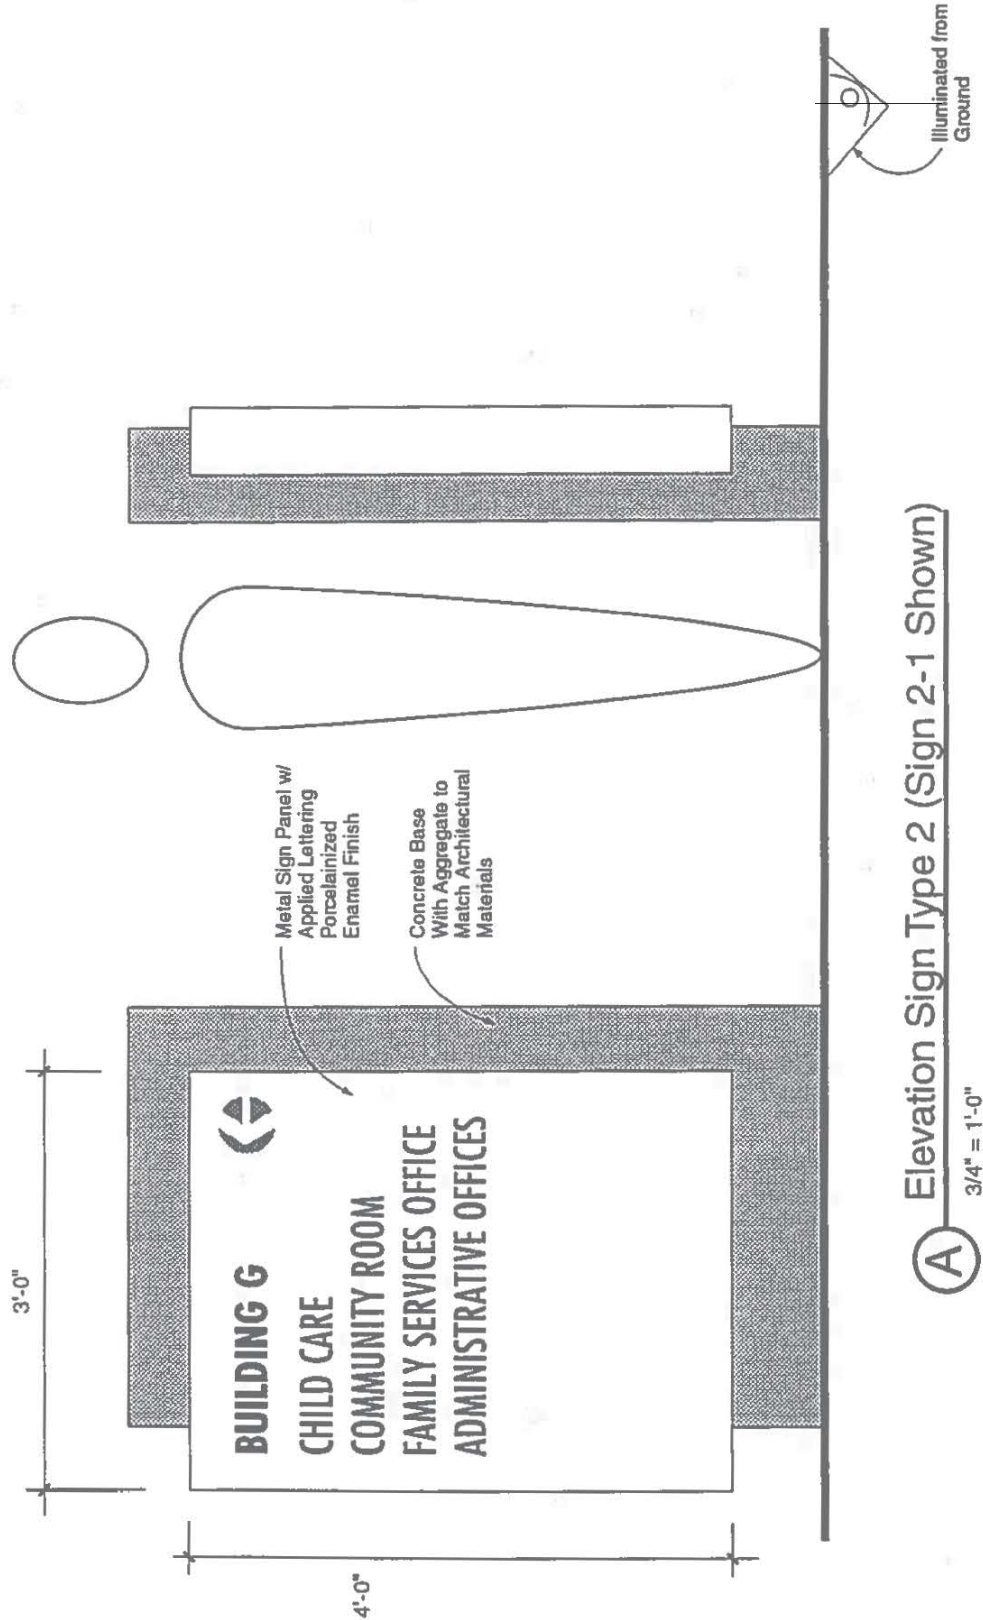 3'-0"
4'-0"
BUILDING G
CHILD CARE
COMMUNITY ROOM
FAMILY SERVICES OFFICE
ADMINISTRATIVE OFFICES
Metal Sign Panel w/
Applied Lettering
Porcelainized
Enamel Finish
Concrete Base
With Aggregate to
Match Architectural
Materials
Illuminated from
Ground
A
Elevation Sign Type 2 (Sign 2-1 Shown)
3/4" = 1'-0"